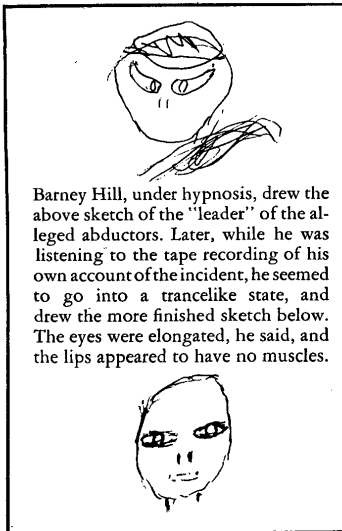 Barney Hill, under hypnosis, drew the
above sketch of the "leader" of the al-
leged abductors. Later, while he was
listening to the tape recording of his
own account of the incident, he seemed
to go into a trancelike state, and
drew the more finished sketch below.
The eyes were elongated, he said, and
the lips appeared to have no muscles.